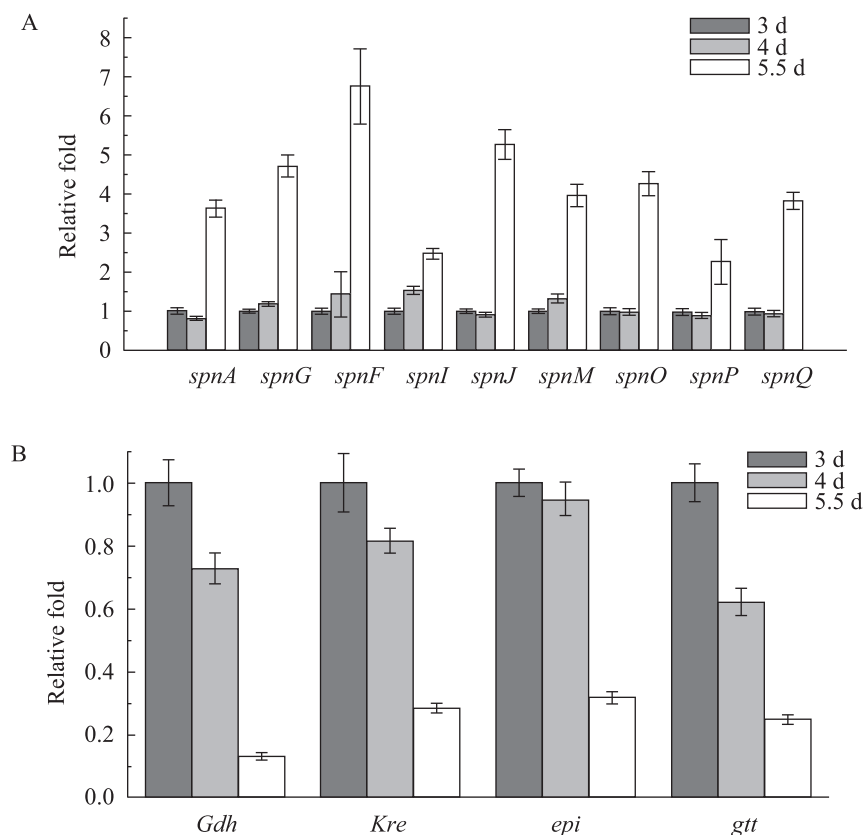 A
3 d
4 d
5.5 d
8
7
6
5
4
3
2
1
0
Relative fold
spnA spnG spnF spnI spnJ spnM spnO spnP spnQ
B
3 d
4 d
5.5 d
1.0
0.8
0.6
0.4
0.2
0.0
Relative fold
Gdh Kre epi gtt